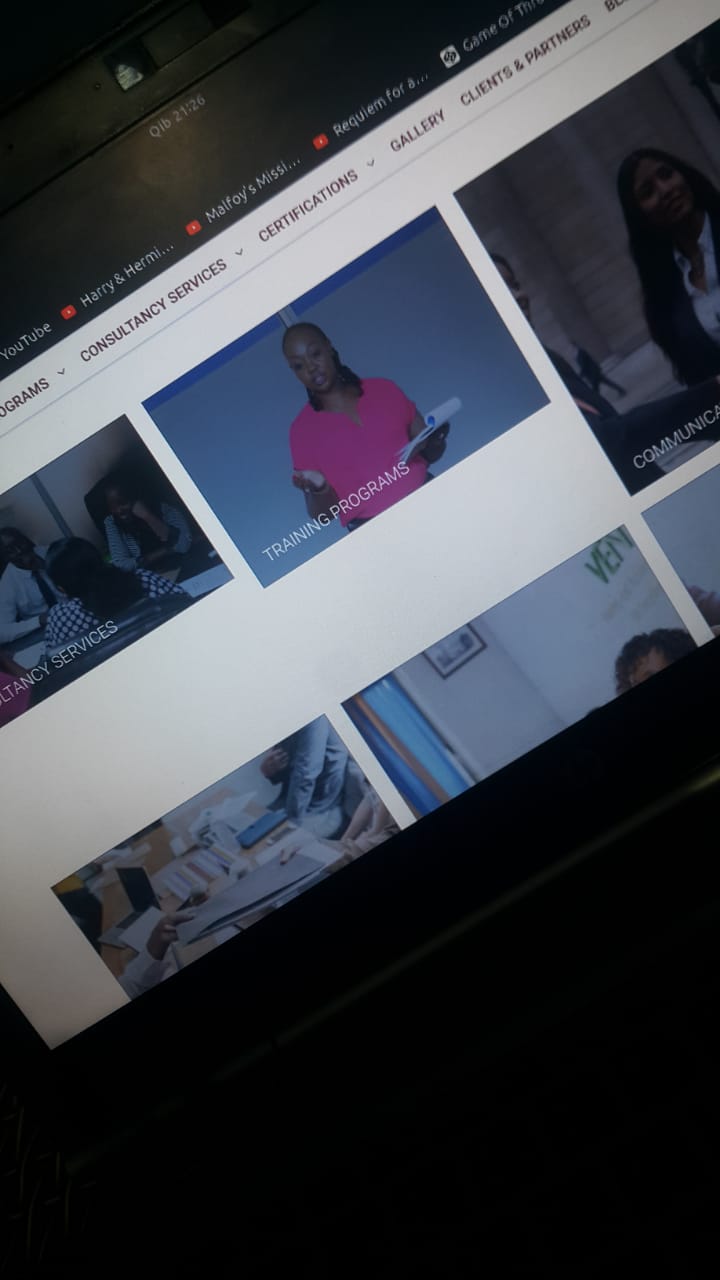 Qib 21:26
YouTube
Harry & Hermi...
Malfoy's Missi...
Requiem for a...
Game Of Thro
OGRAMS
CONSULTANCY SERVICES
CERTIFICATIONS
GALLERY
CLIENTS & PARTNERS
BL
LTANCY SERVICES
TRAINING PROGRAMS
COMMUNICA
VEN